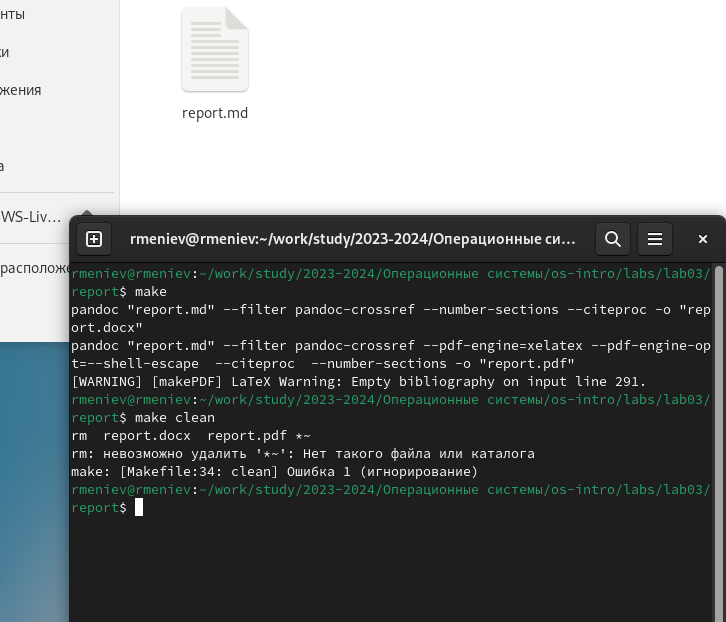 нты
ки
жения
а
-WS-Liv…
расположе
report.md
rmeniev@rmeniev:~/work/study/2023-2024/Операционные си…
rmeniev@rmeniev:~/work/study/2023-2024/Операционные системы/os-intro/labs/lab03/
report$ make
pandoc "report.md" --filter pandoc-crossref --number-sections --citeproc -o "rep
ort.docx"
pandoc "report.md" --filter pandoc-crossref --pdf-engine=xelatex --pdf-engine-op
t=--shell-escape  --citeproc  --number-sections -o "report.pdf"
[WARNING] [makePDF] LaTeX Warning: Empty bibliography on input line 291.
rmeniev@rmeniev:~/work/study/2023-2024/Операционные системы/os-intro/labs/lab03/
report$ make clean
rm  report.docx  report.pdf *~
rm: невозможно удалить '*~': Нет такого файла или каталога
make: [Makefile:34: clean] Ошибка 1 (игнорирование)
rmeniev@rmeniev:~/work/study/2023-2024/Операционные системы/os-intro/labs/lab03/
report$